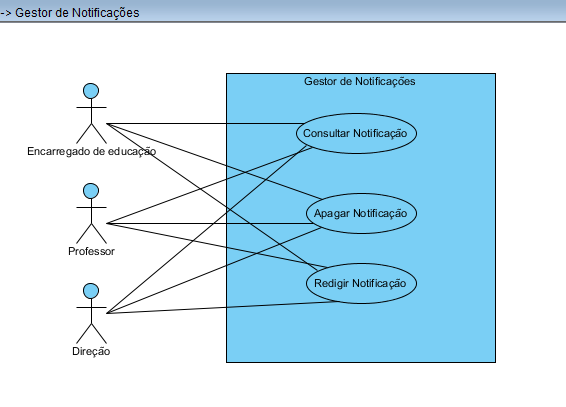 -> Gestor de Notificações
Gestor de Notificações
Consultar Notificação
Encarregado de educação
Apagar Notificação
Professor
Redigir Notificação
Direção